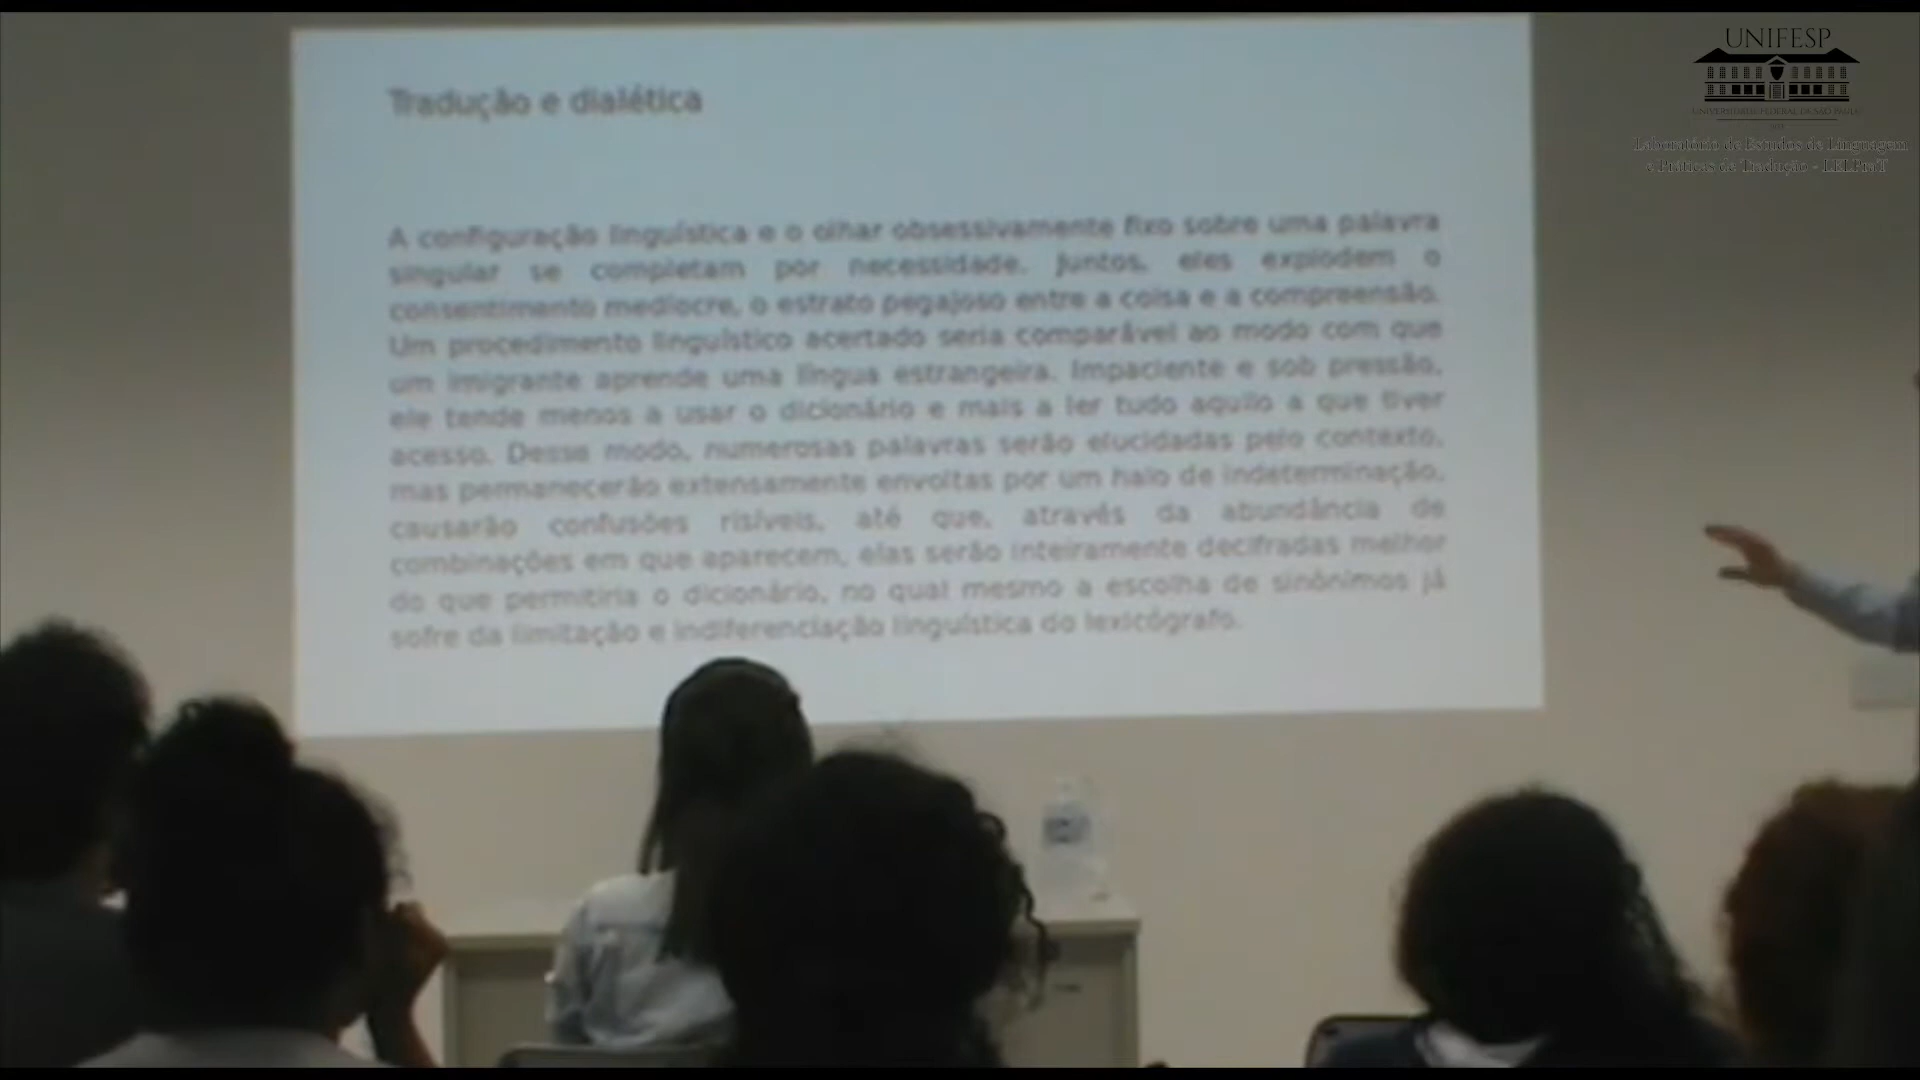 Tradução e dialética
A configuração linguística e o olhar obsessivamente fixo sobre uma palavra
singular se completam por necessidade. Juntos, eles explodem o
consentimento medíocre, o estrato pegajoso entre a coisa e a compreensão.
Um procedimento linguístico acertado seria comparável ao modo com que
um imigrante aprende uma língua estrangeira. Impaciente e sob pressão,
ele tende menos a usar o dicionário e mais a ler tudo aquilo a que tiver
acesso. Desse modo, numerosas palavras serão elucidadas pelo contexto,
mas permanecerão extensamente envoltas por um halo de indeterminação,
causarão confusões risíveis, até que, através da abundância de
combinações em que aparecem, elas serão inteiramente decifradas melhor
do que permitiria o dicionário, no qual mesmo a escolha de sinônimos já
sofre da limitação e indiferenciação linguística do lexicógrafo.
UNIFESP
UNIVERSIDADE FEDERAL DE SÃO PAULO
Laboratório de Estudos de Linguagem
e Práticas de Tradução - LELPraT